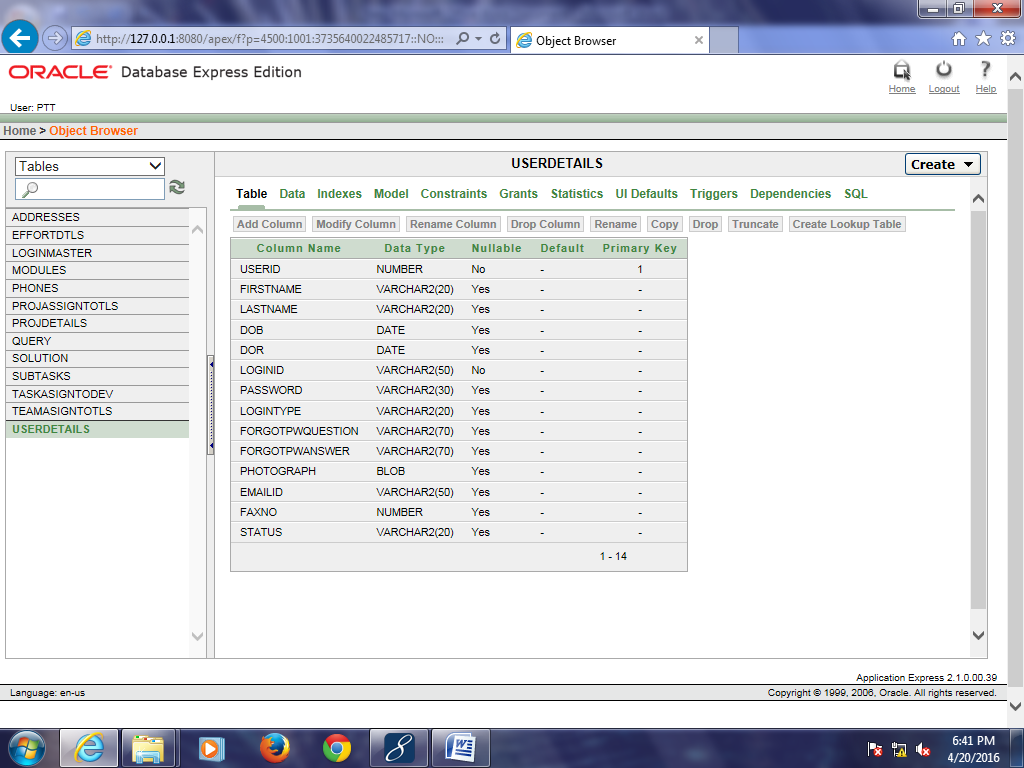 http://127.0.0.1:8080/apex/f?p=4500:1001:3735640022485717::NO:::
Object Browser
ORACLE® Database Express Edition
Home Logout Help
User: PTT
Home > Object Browser
Tables
USERDETAILS
Create
Table Data Indexes Model Constraints Grants Statistics UI Defaults Triggers Dependencies SQL
Add Column Modify Column Rename Column Drop Column Rename Copy Drop Truncate Create Lookup Table
ADDRESSES
EFFORTDTLS
LOGINMASTER
MODULES
PHONES
PROJASSIGNTOTLS
PROJDETAILS
QUERY
SOLUTION
SUBTASKS
TASKASIGNTODEV
TEAMASIGNTOTLS
USERDETAILS
Column Name Data Type Nullable Default Primary Key
USERID NUMBER No - 1
FIRSTNAME VARCHAR2(20) Yes - -
LASTNAME VARCHAR2(20) Yes - -
DOB DATE Yes - -
DOR DATE Yes - -
LOGINID VARCHAR2(50) No - -
PASSWORD VARCHAR2(30) Yes - -
LOGINTYPE VARCHAR2(20) Yes - -
FORGOTPWQUESTION VARCHAR2(70) Yes - -
FORGOTPWANSWER VARCHAR2(70) Yes - -
PHOTOGRAPH BLOB Yes - -
EMAILID VARCHAR2(50) Yes - -
FAXNO NUMBER Yes - -
STATUS VARCHAR2(20) Yes - -
1 - 14
Application Express 2.1.0.00.39
Language: en-us
Copyright © 1999, 2006, Oracle. All rights reserved.
6:41 PM
4/20/2016